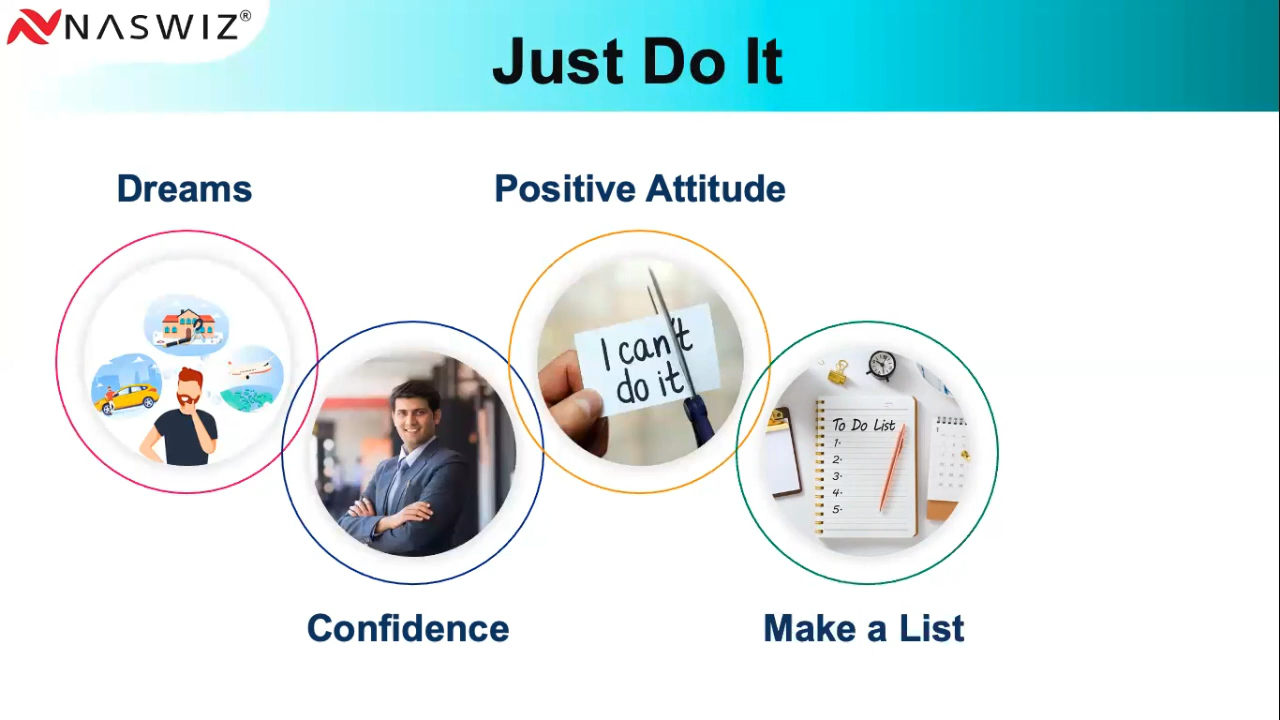 NASWIZ®
Just Do It
Dreams
Positive Attitude
I can't
do it
To Do List
1-
2-
3-
4-
5-
Confidence
Make a List